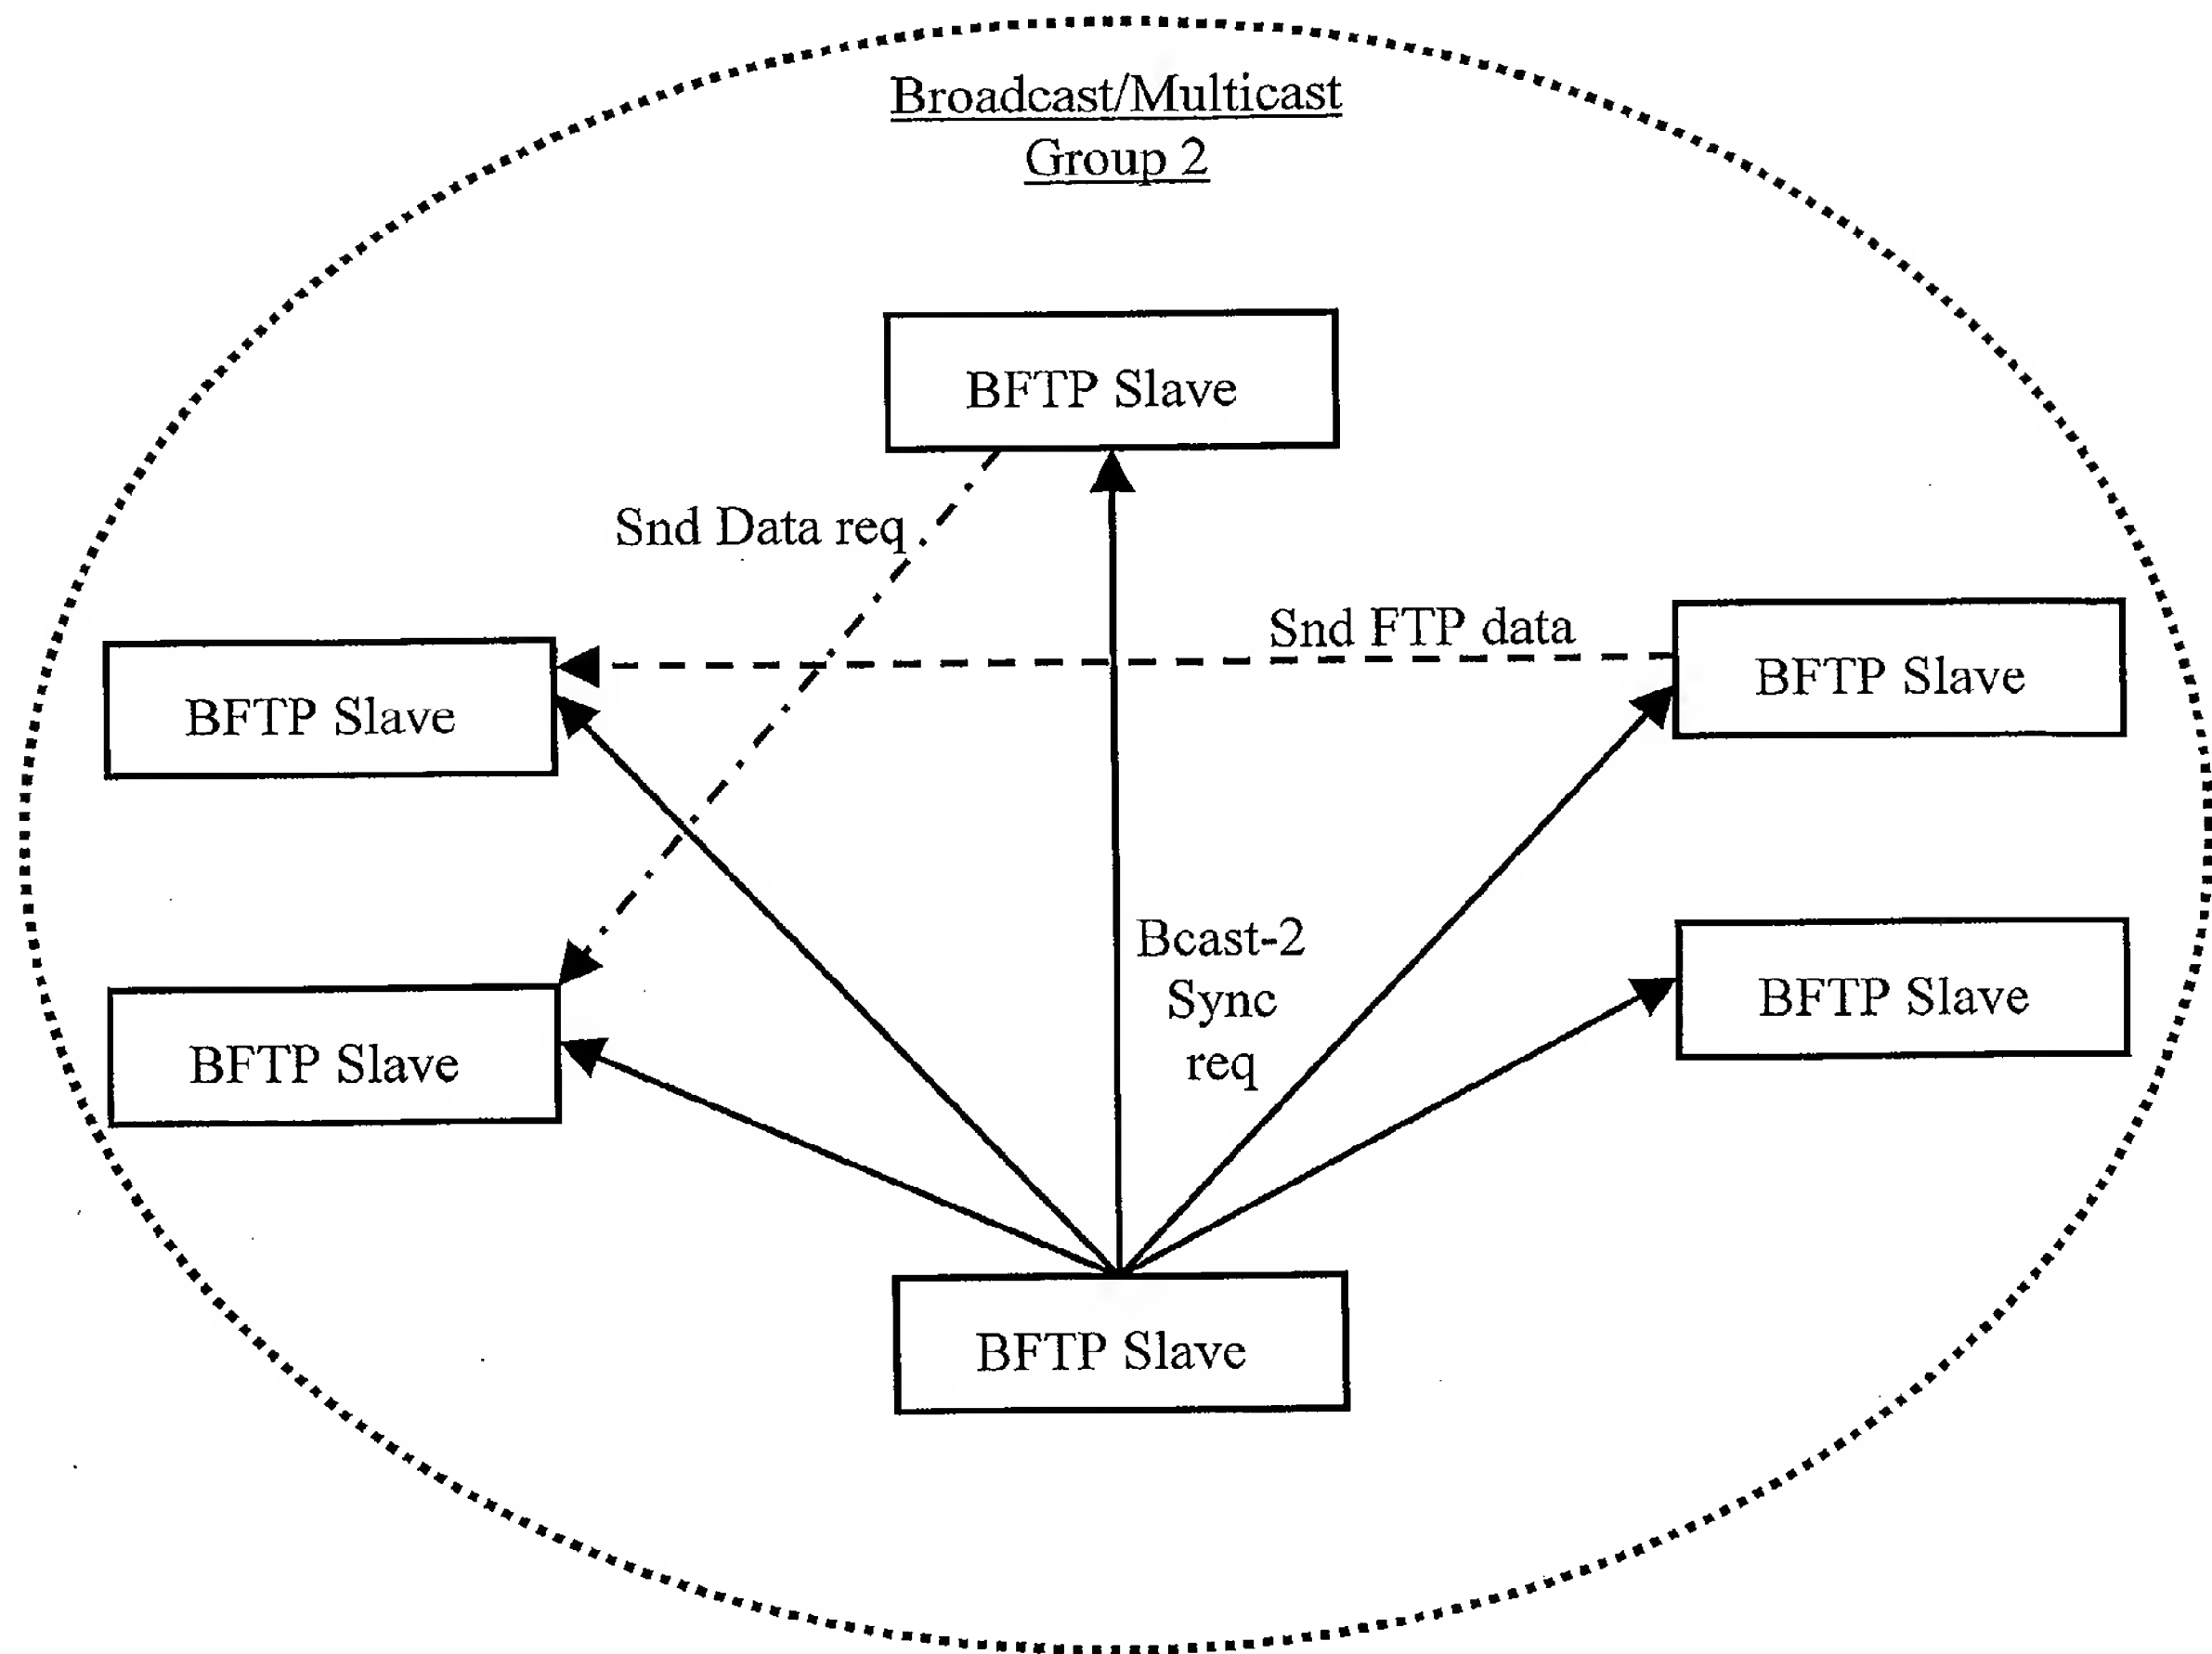 Broadcast/Multicast
Group 2
BFTP Slave
Snd Data req
Snd FTP data
BFTP Slave
BFTP Slave
Bcast-2
Sync
req
BFTP Slave
BFTP Slave
BFTP Slave